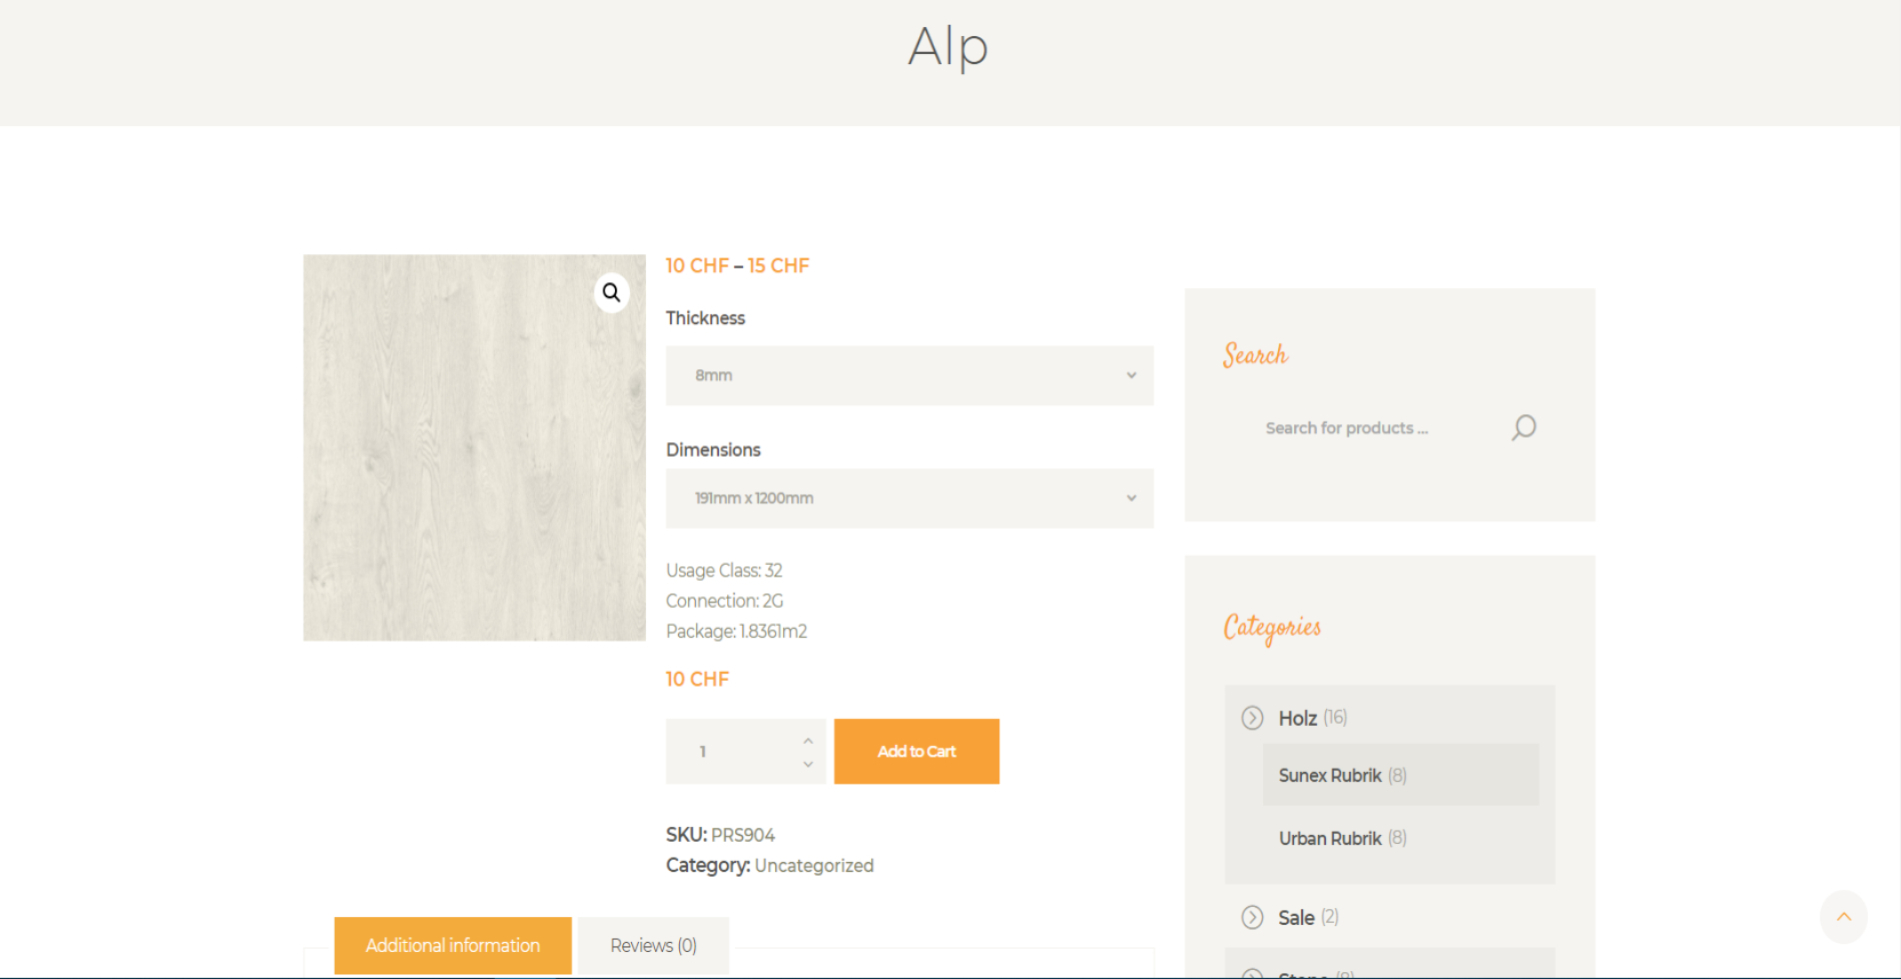 Alp
10 CHF – 15 CHF
Thickness
8mm
Dimensions
191mm x 1200mm
Usage Class: 32
Connection: 2G
Package: 1.8361m2
10 CHF
1
Add to Cart
SKU: PRS904
Category: Uncategorized
Additional information
Reviews (0)
Search
Search for products ...
Categories
Holz (16)
Sunex Rubrik (8)
Urban Rubrik (8)
Sale (2)